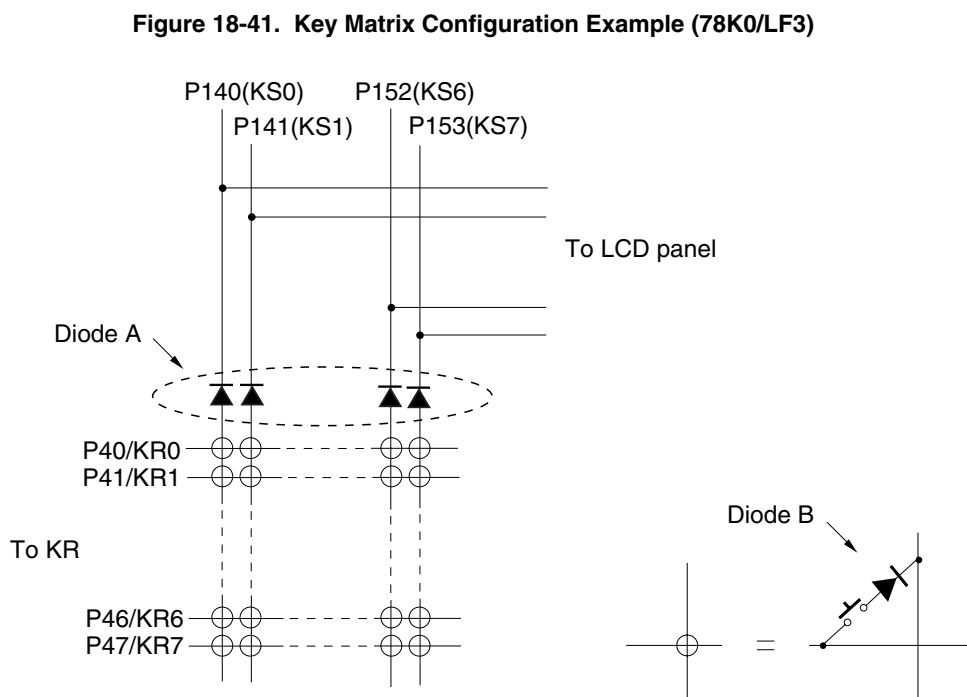 Figure 18-41. Key Matrix Configuration Example (78K0/LF3)
P140(KS0) P152(KS6)
P141(KS1) P153(KS7)
To LCD panel
Diode A
P40/KR0
P41/KR1
Diode B
To KR
P46/KR6
P47/KR7
=